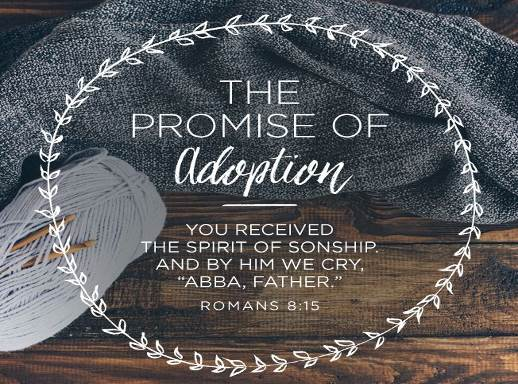 THE
PROMISE OF
Adoption
YOU RECEIVED
THE SPIRIT OF SONSHIP.
AND BY HIM WE CRY,
“ABBA, FATHER.”
ROMANS 8:15